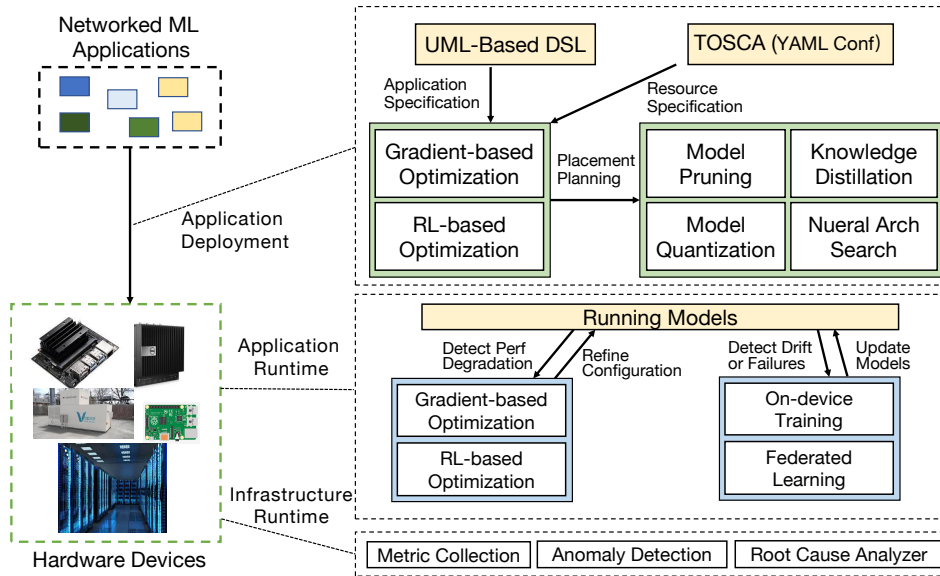 Networked ML
Applications
Application
Deployment
Hardware Devices
UML-Based DSL
TOSCA (YAML Conf)
Application
Specification
Resource
Specification
Gradient-based
Optimization
RL-based
Optimization
Placement
Planning
Model
Pruning
Knowledge
Distillation
Model
Quantization
Nueral Arch
Search
Application
Runtime
Running Models
Detect Perf
Degradation
Refine
Configuration
Detect Drift
or Failures
Update
Models
Gradient-based
Optimization
RL-based
Optimization
On-device
Training
Federated
Learning
Infrastructure
Runtime
Metric Collection
Anomaly Detection
Root Cause Analyzer